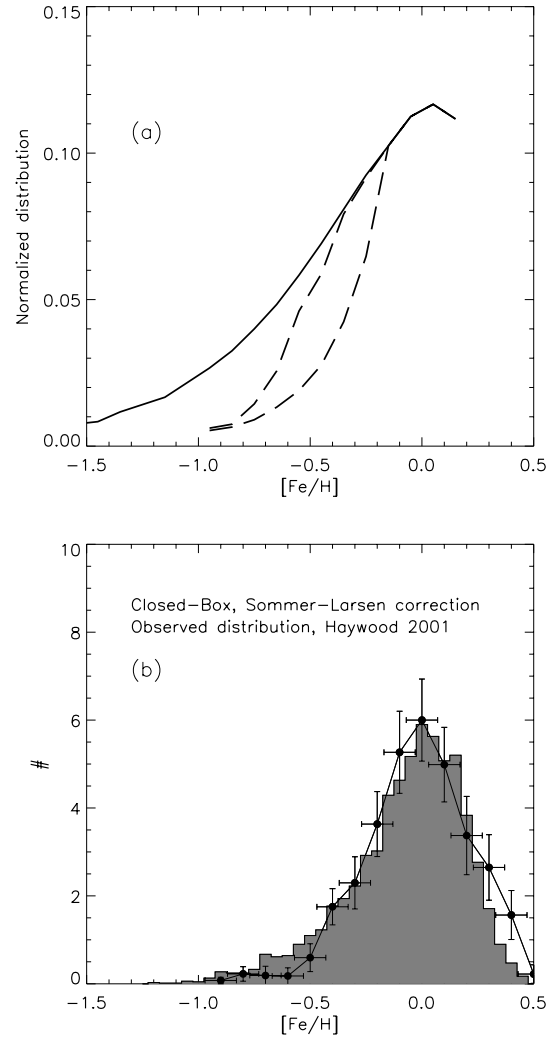 0.15
(a)
0.10
Normalized distribution
0.05
0.00
−1.5 −1.0 −0.5 0.0 0.5
[Fe/H]
10
Closed−Box, Sommer−Larsen correction
Observed distribution, Haywood 2001
8
(b)
6
#
4
2
0
−1.5 −1.0 −0.5 0.0 0.5
[Fe/H]